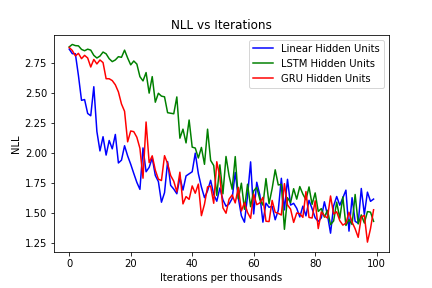 NLL vs Iterations
Linear Hidden Units
LSTM Hidden Units
GRU Hidden Units
NLL
2.75
2.50
2.25
2.00
1.75
1.50
1.25
0
20
40
60
80
100
Iterations per thousands